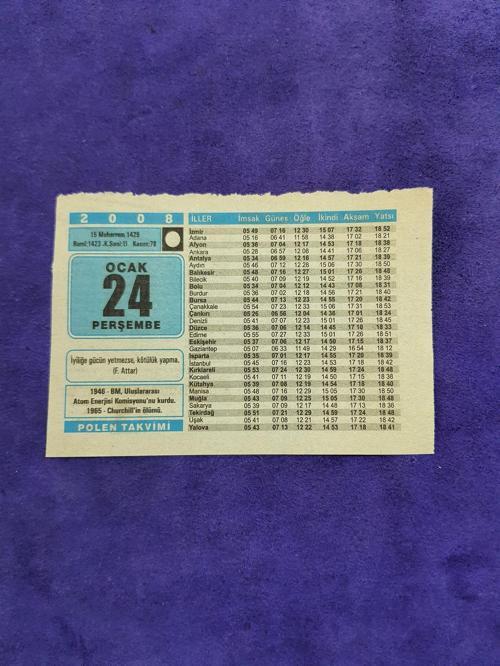 2 0 0 8
15 Muharrem 1429
Rumi:1423 .K.Sani:11 Kasım:78
OCAK
24
PERŞEMBE
İyiliğe gücün yetmezse, kötülük yapma.
(F. Attar)
1946 - BM, Uluslararası
Atom Enerjisi Komisyonu'nu kurdu.
1965 - Churchill'in ölümü.
POLEN TAKVİMİ
İLLER İmsak Güneş Öğle İkindi Akşam Yatsı
İzmir 05 49 07 16 12 30 15 07 17 32 18 52
Adana 05 16 06 41 11 58 14 38 17 02 18 21
Afyon 05 36 07 04 12 17 14 53 17 18 18 38
Ankara 05 28 06 57 12 08 14 41 17 06 18 27
Antalya 05 34 06 59 12 16 14 57 17 21 18 39
Aydın 05 46 07 12 12 28 15 06 17 30 18 50
Balıkesir 05 48 07 16 12 27 15 01 17 26 18 48
Bilecik 05 40 07 09 12 19 14 52 17 16 18 39
Bolu 05 34 07 04 12 12 14 43 17 08 18 31
Burdur 05 36 07 02 12 18 14 56 17 21 18 40
Bursa 05 44 07 13 12 23 14 55 17 20 18 42
Çanakkale 05 54 07 23 12 33 15 06 17 31 18 53
Çankırı 05 26 06 56 12 04 14 36 17 01 18 24
Denizli 05 41 07 07 12 23 15 01 17 26 18 45
Düzce 05 36 07 06 12 14 14 45 17 10 18 33
Edirne 05 55 07 27 12 33 15 01 17 26 18 51
Eskişehir 05 37 07 06 12 17 14 50 17 15 18 37
Gaziantep 05 07 06 33 11 49 14 29 16 54 18 12
Isparta 05 35 07 01 12 17 14 55 17 20 18 39
İstanbul 05 45 07 16 12 23 14 53 17 18 18 42
Kırklareli 05 53 07 24 12 30 14 59 17 24 18 48
Kocaeli 05 41 07 11 12 19 14 50 17 15 18 38
Kütahya 05 39 07 08 12 19 14 54 17 18 18 40
Manisa 05 48 07 16 12 29 15 05 17 30 18 50
Muğla 05 43 07 09 12 25 15 05 17 30 18 48
Sakarya 05 39 07 09 12 17 14 48 17 13 18 36
Tekirdağ 05 51 07 21 12 29 14 59 17 24 18 48
Uşak 05 41 07 08 12 21 14 57 17 22 18 42
Yalova 05 43 07 13 12 22 14 53 17 18 18 41